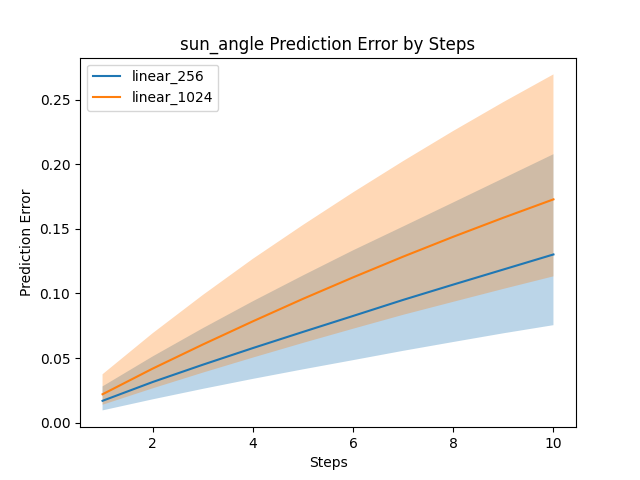 sun_angle Prediction Error by Steps
linear_256
linear_1024
Prediction Error
0.25
0.20
0.15
0.10
0.05
0.00
2 4 6 8 10
Steps